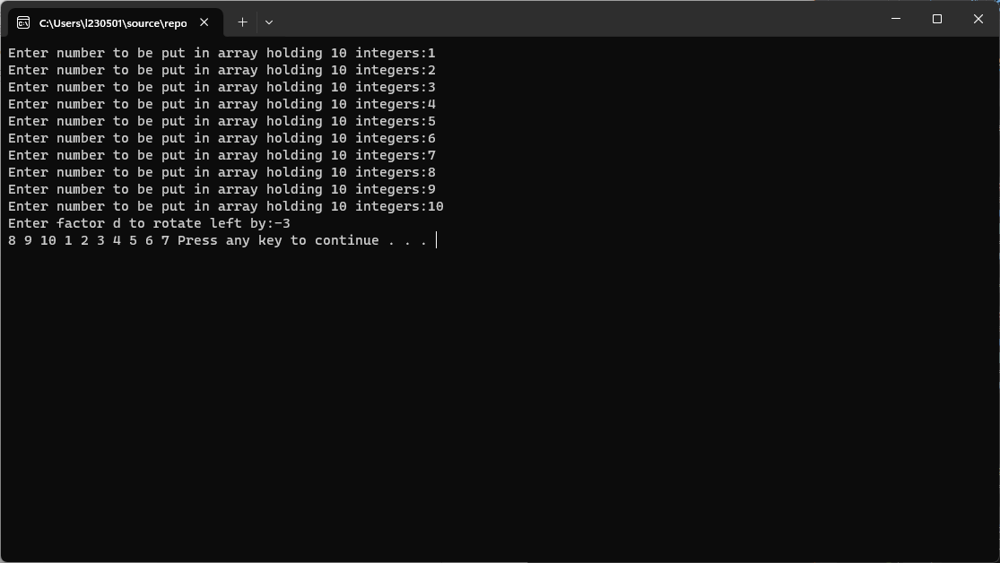 C:\Users\l230501\source\repo
Enter number to be put in array holding 10 integers:1
Enter number to be put in array holding 10 integers:2
Enter number to be put in array holding 10 integers:3
Enter number to be put in array holding 10 integers:4
Enter number to be put in array holding 10 integers:5
Enter number to be put in array holding 10 integers:6
Enter number to be put in array holding 10 integers:7
Enter number to be put in array holding 10 integers:8
Enter number to be put in array holding 10 integers:9
Enter number to be put in array holding 10 integers:10
Enter factor d to rotate left by:-3
8 9 10 1 2 3 4 5 6 7 Press any key to continue . . .